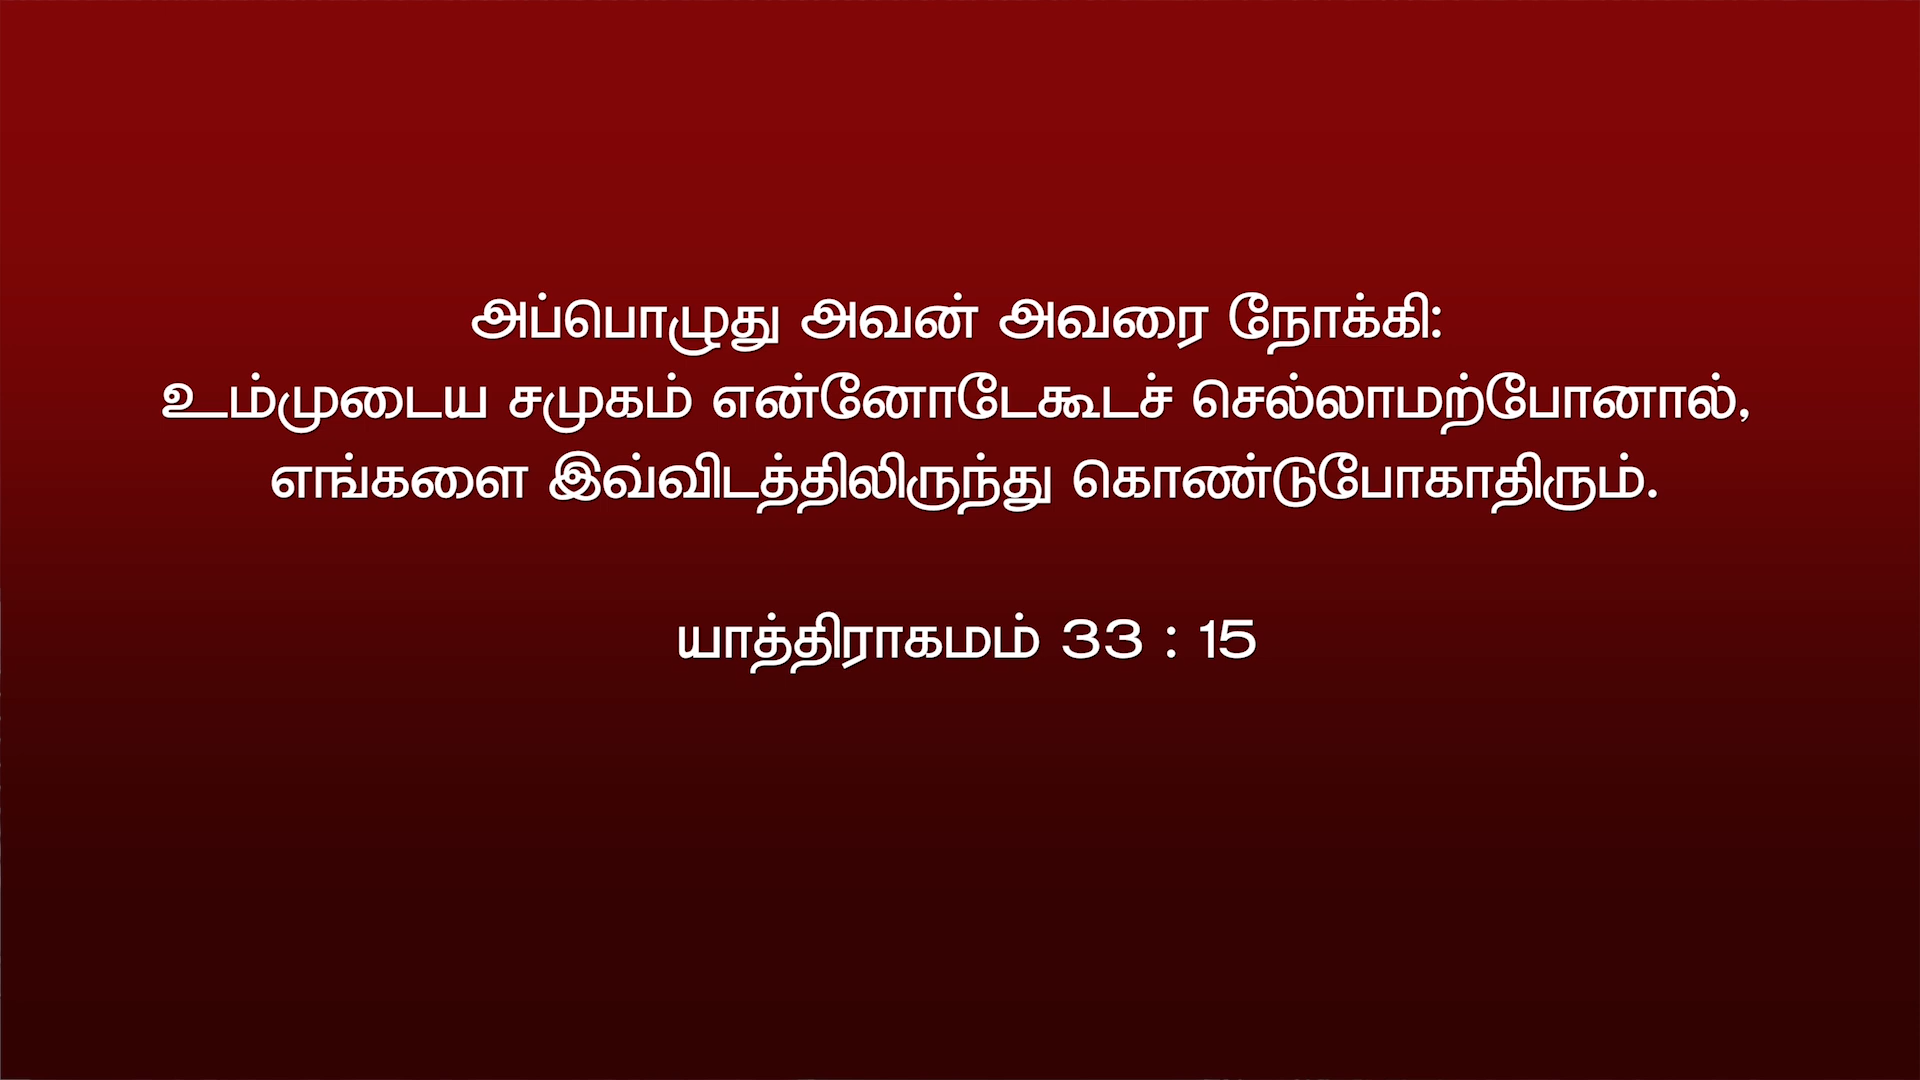 அப்பொழுது அவன் அவரை நோக்கி:
உம்முடைய சமுகம் என்னோடேகூடச் செல்லாமற்போனால்,
எங்களை இவ்விடத்திலிருந்து கொண்டுபோகாதிரும்.
யாத்திராகமம் 33 : 15